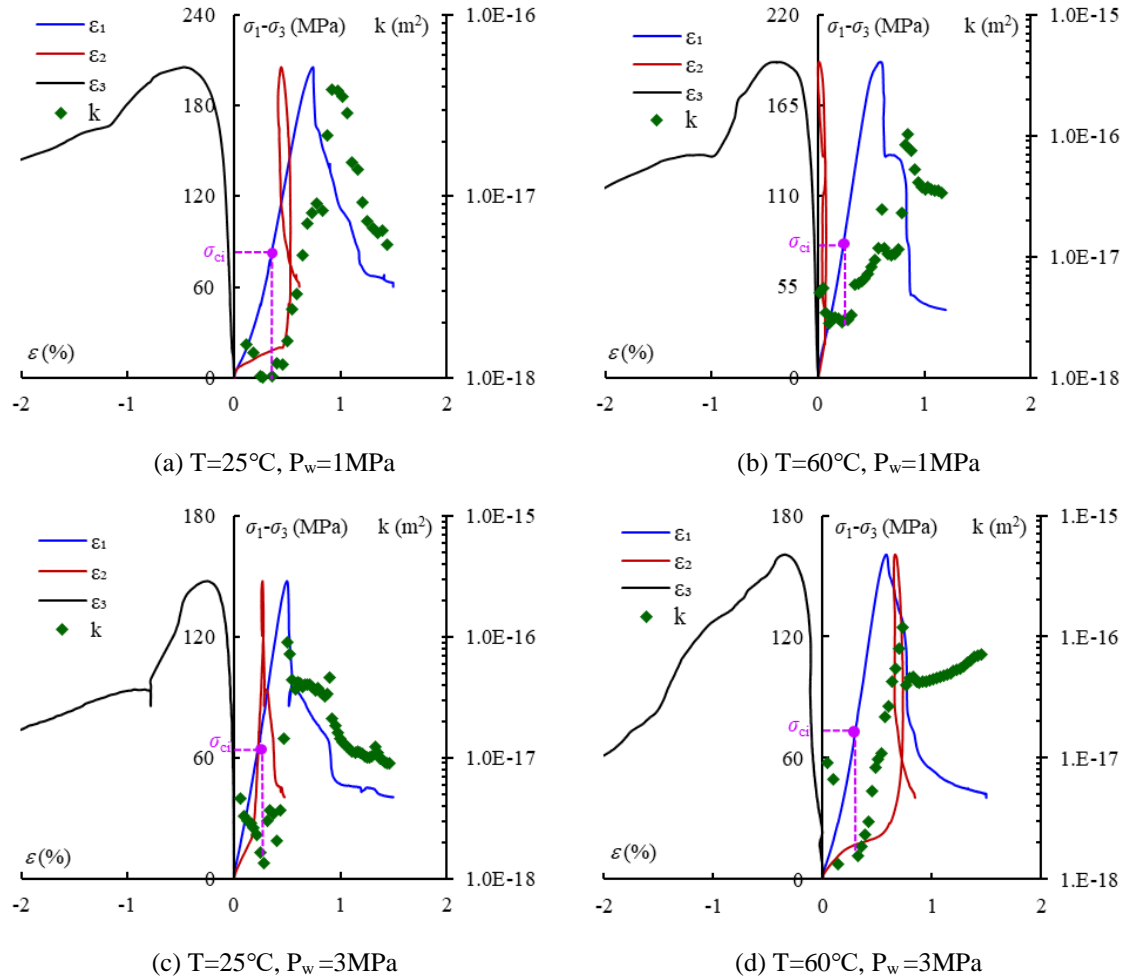 240 σ₁-σ₃ (MPa) k (m²) 1.0E-16
ε₁
ε₂
ε₃
k
180
120 1.0E-17
σci
60
ε (%)
0 1.0E-18
-2 -1 0 1 2
(a) T=25°C, Pw=1MPa
220 σ₁-σ₃ (MPa) k (m²) 1.0E-15
ε₁
ε₂
ε₃
k
165
1.0E-16
110
σci
1.0E-17
55
ε (%)
0 1.0E-18
-2 -1 0 1 2
(b) T=60°C, Pw=1MPa
180 σ₁-σ₃ (MPa) k (m²) 1.0E-15
ε₁
ε₂
ε₃
k
120 1.0E-16
σci
60 1.0E-17
ε (%)
0 1.0E-18
-2 -1 0 1 2
(c) T=25°C, Pw=3MPa
180 σ₁-σ₃ (MPa) k (m²) 1.E-15
ε₁
ε₂
ε₃
k
120 1.E-16
σci
60 1.E-17
ε (%)
0 1.E-18
-2 -1 0 1 2
(d) T=60°C, Pw=3MPa